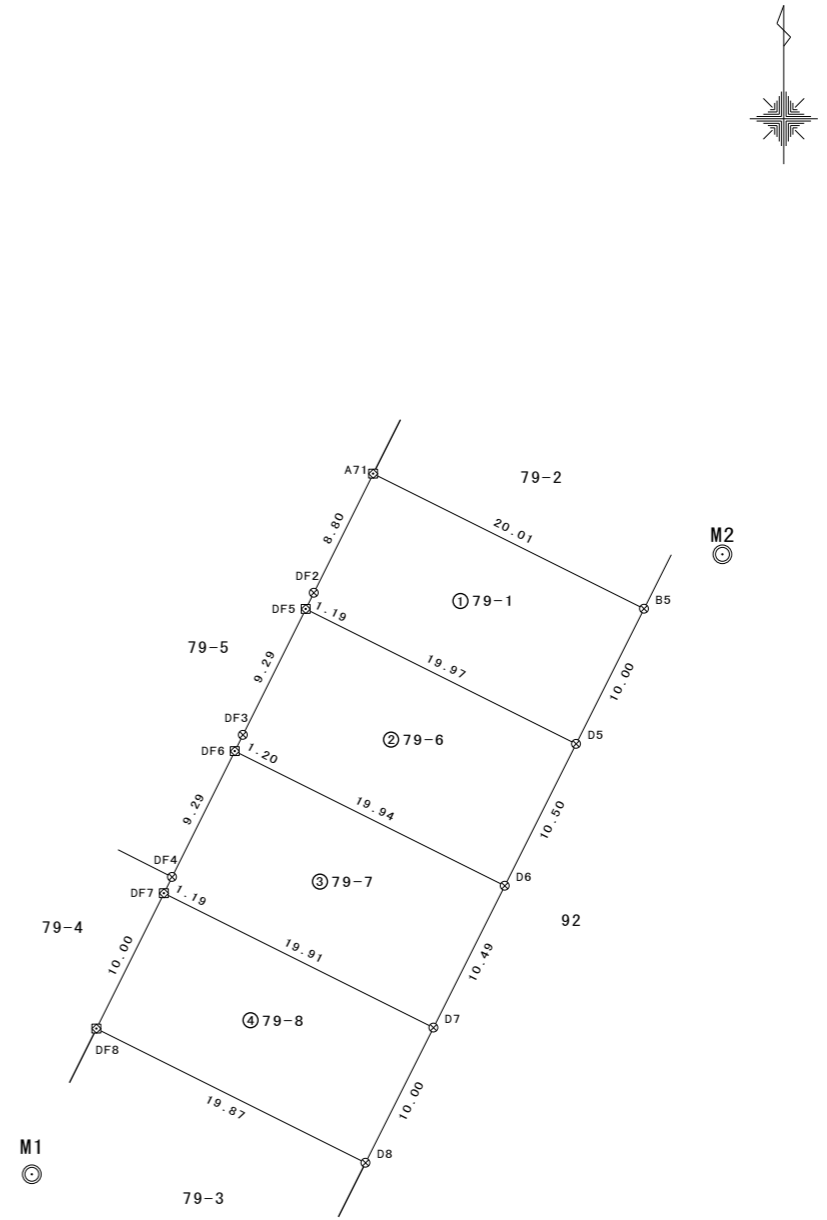 A71
79-2
M2
20.01
8.80
DF2
B5
①79-1
DF5
1.19
79-5
9.29
19.97
10.00
DF3
D5
②79-6
DF6
1.20
9.29
19.94
10.50
DF4
D6
③79-7
DF7
1.19
92
79-4
10.00
19.91
10.49
④79-8
D7
DF8
19.87
10.00
M1
D8
79-3